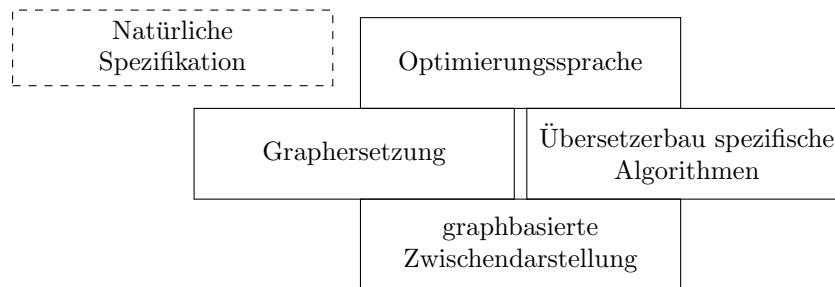 Natürliche
Spezifikation
Optimierungssprache
Graphersetzung
Übersetzerbau spezifische
Algorithmen
graphbasierte
Zwischendarstellung